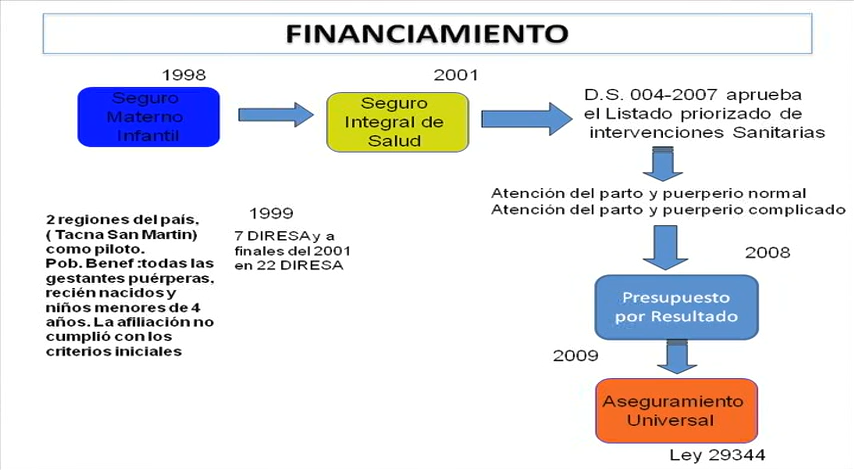 FINANCIAMIENTO
1998
Seguro
Materno
Infantil
2001
Seguro
Integral de
Salud
D.S. 004-2007 aprueba
el Listado priorizado de
intervenciones Sanitarias
Atención del parto y puerperio normal
Atención del parto y puerperio complicado
2 regiones del país,
( Tacna San Martin)
como piloto.
Pob. Benef :todas las
gestantes puérperas,
recién nacidos y
niños menores de 4
años. La afiliación no
cumplió con los
criterios iniciales
1999
7 DIRESA y a
finales del 2001
en 22 DIRESA
2008
Presupuesto
por Resultado
2009
Aseguramiento
Universal
Ley 29344